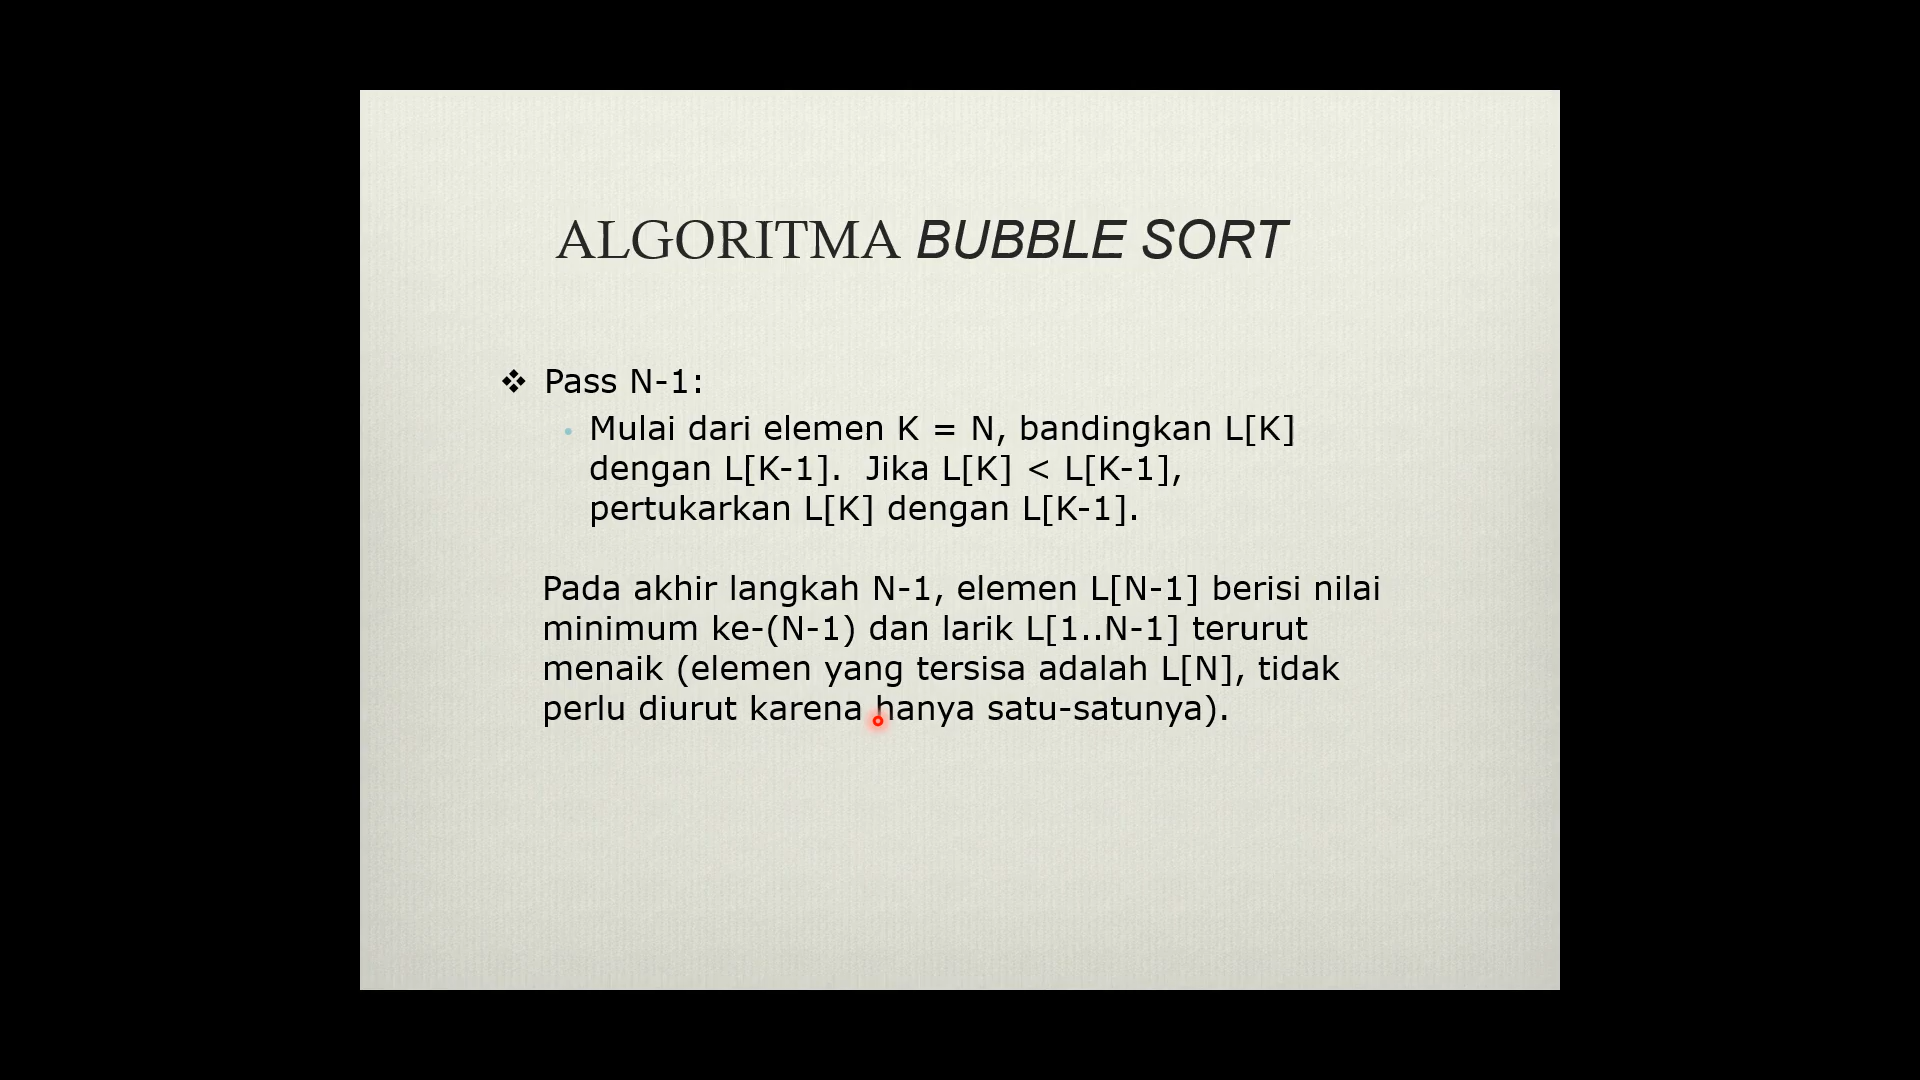 ALGORITMA BUBBLE SORT
Pass N-1:
Mulai dari elemen K = N, bandingkan L[K]
dengan L[K-1].  Jika L[K] < L[K-1],
pertukarkan L[K] dengan L[K-1].
Pada akhir langkah N-1, elemen L[N-1] berisi nilai
minimum ke-(N-1) dan larik L[1..N-1] terurut
menaik (elemen yang tersisa adalah L[N], tidak
perlu diurut karena hanya satu-satunya).